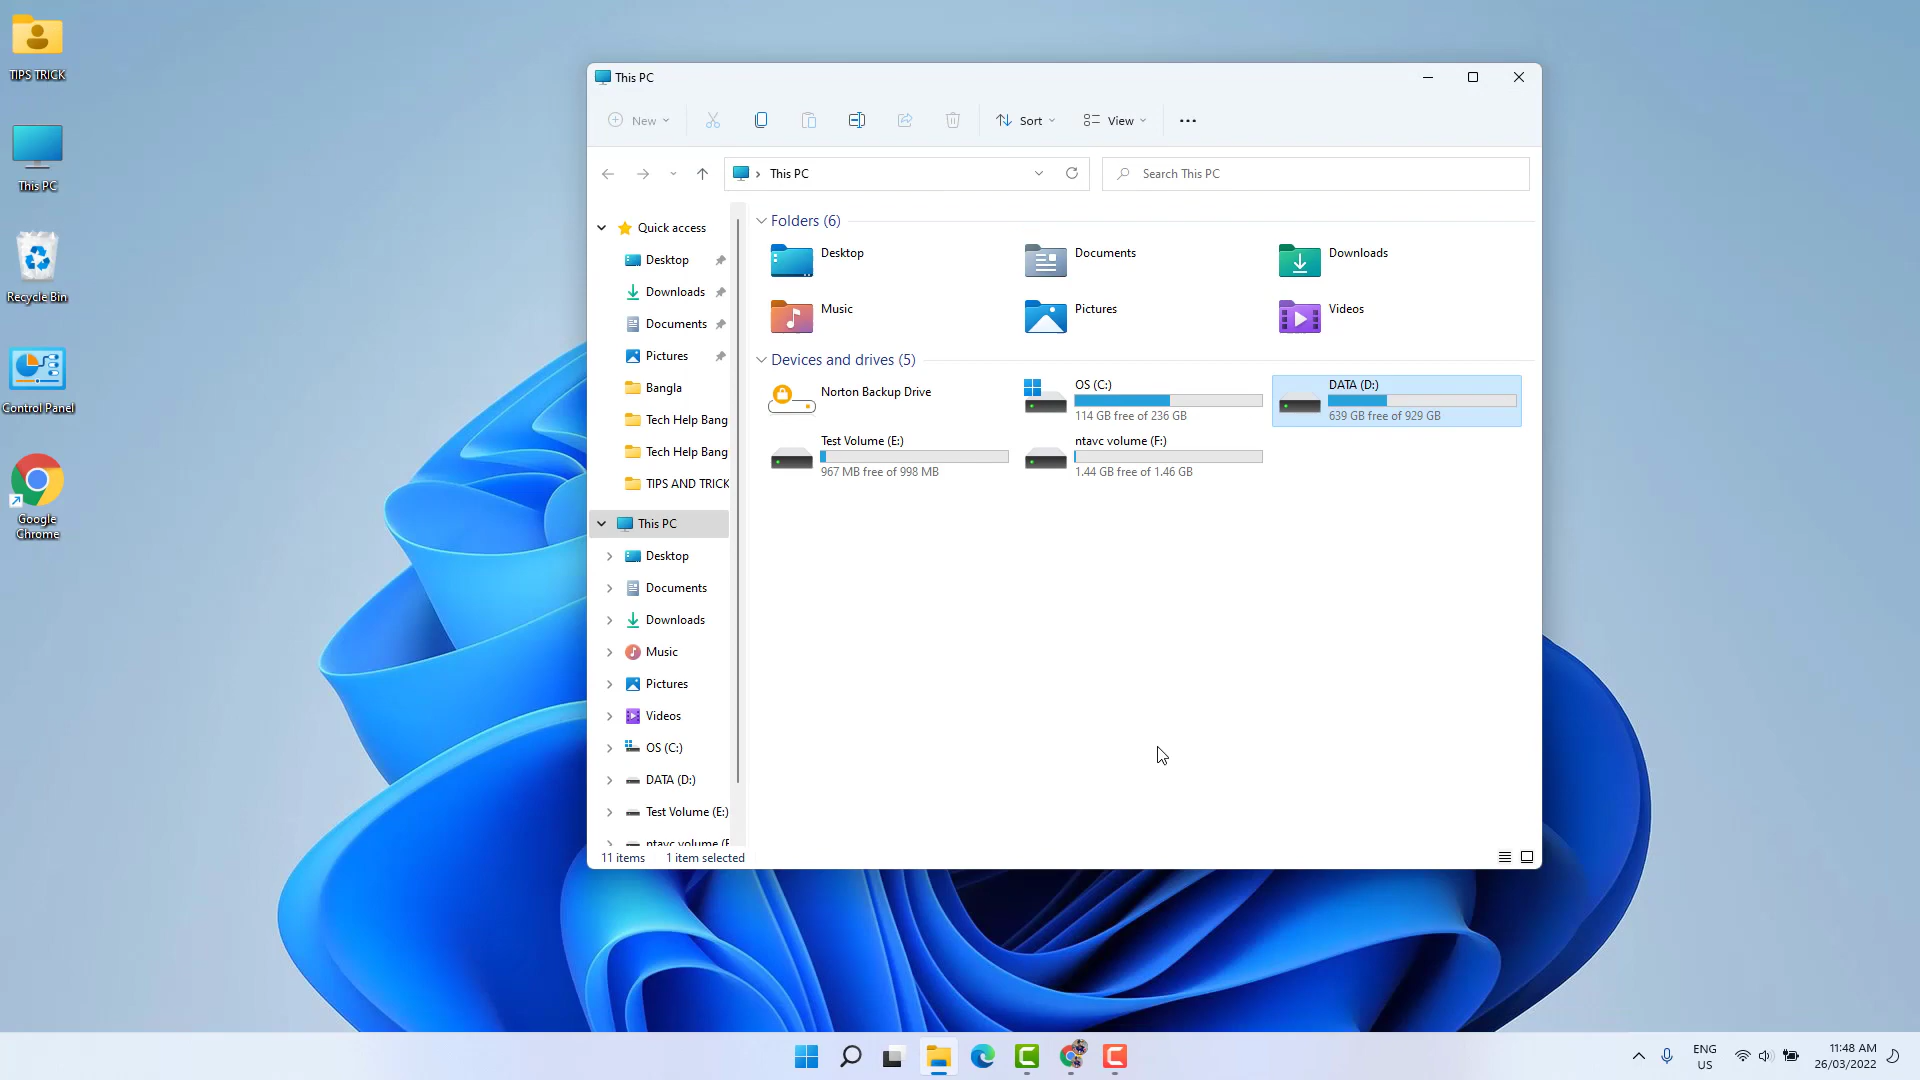 TIPS TRICK
This PC
Recycle Bin
Control Panel
Google
Chrome
This PC
New
Sort
View
This PC
Search This PC
Quick access
Desktop
Downloads
Documents
Pictures
Bangla
Tech Help Bang
Tech Help Bang
TIPS AND TRICK
This PC
Desktop
Documents
Downloads
Music
Pictures
Videos
OS (C:)
DATA (D:)
Test Volume (E:)
ntavc volume (F
Folders (6)
Desktop
Documents
Downloads
Music
Pictures
Videos
Devices and drives (5)
Norton Backup Drive
OS (C:)
114 GB free of 236 GB
DATA (D:)
639 GB free of 929 GB
Test Volume (E:)
967 MB free of 998 MB
ntavc volume (F:)
1.44 GB free of 1.46 GB
11 items
1 item selected
ENG
US
11:48 AM
26/03/2022